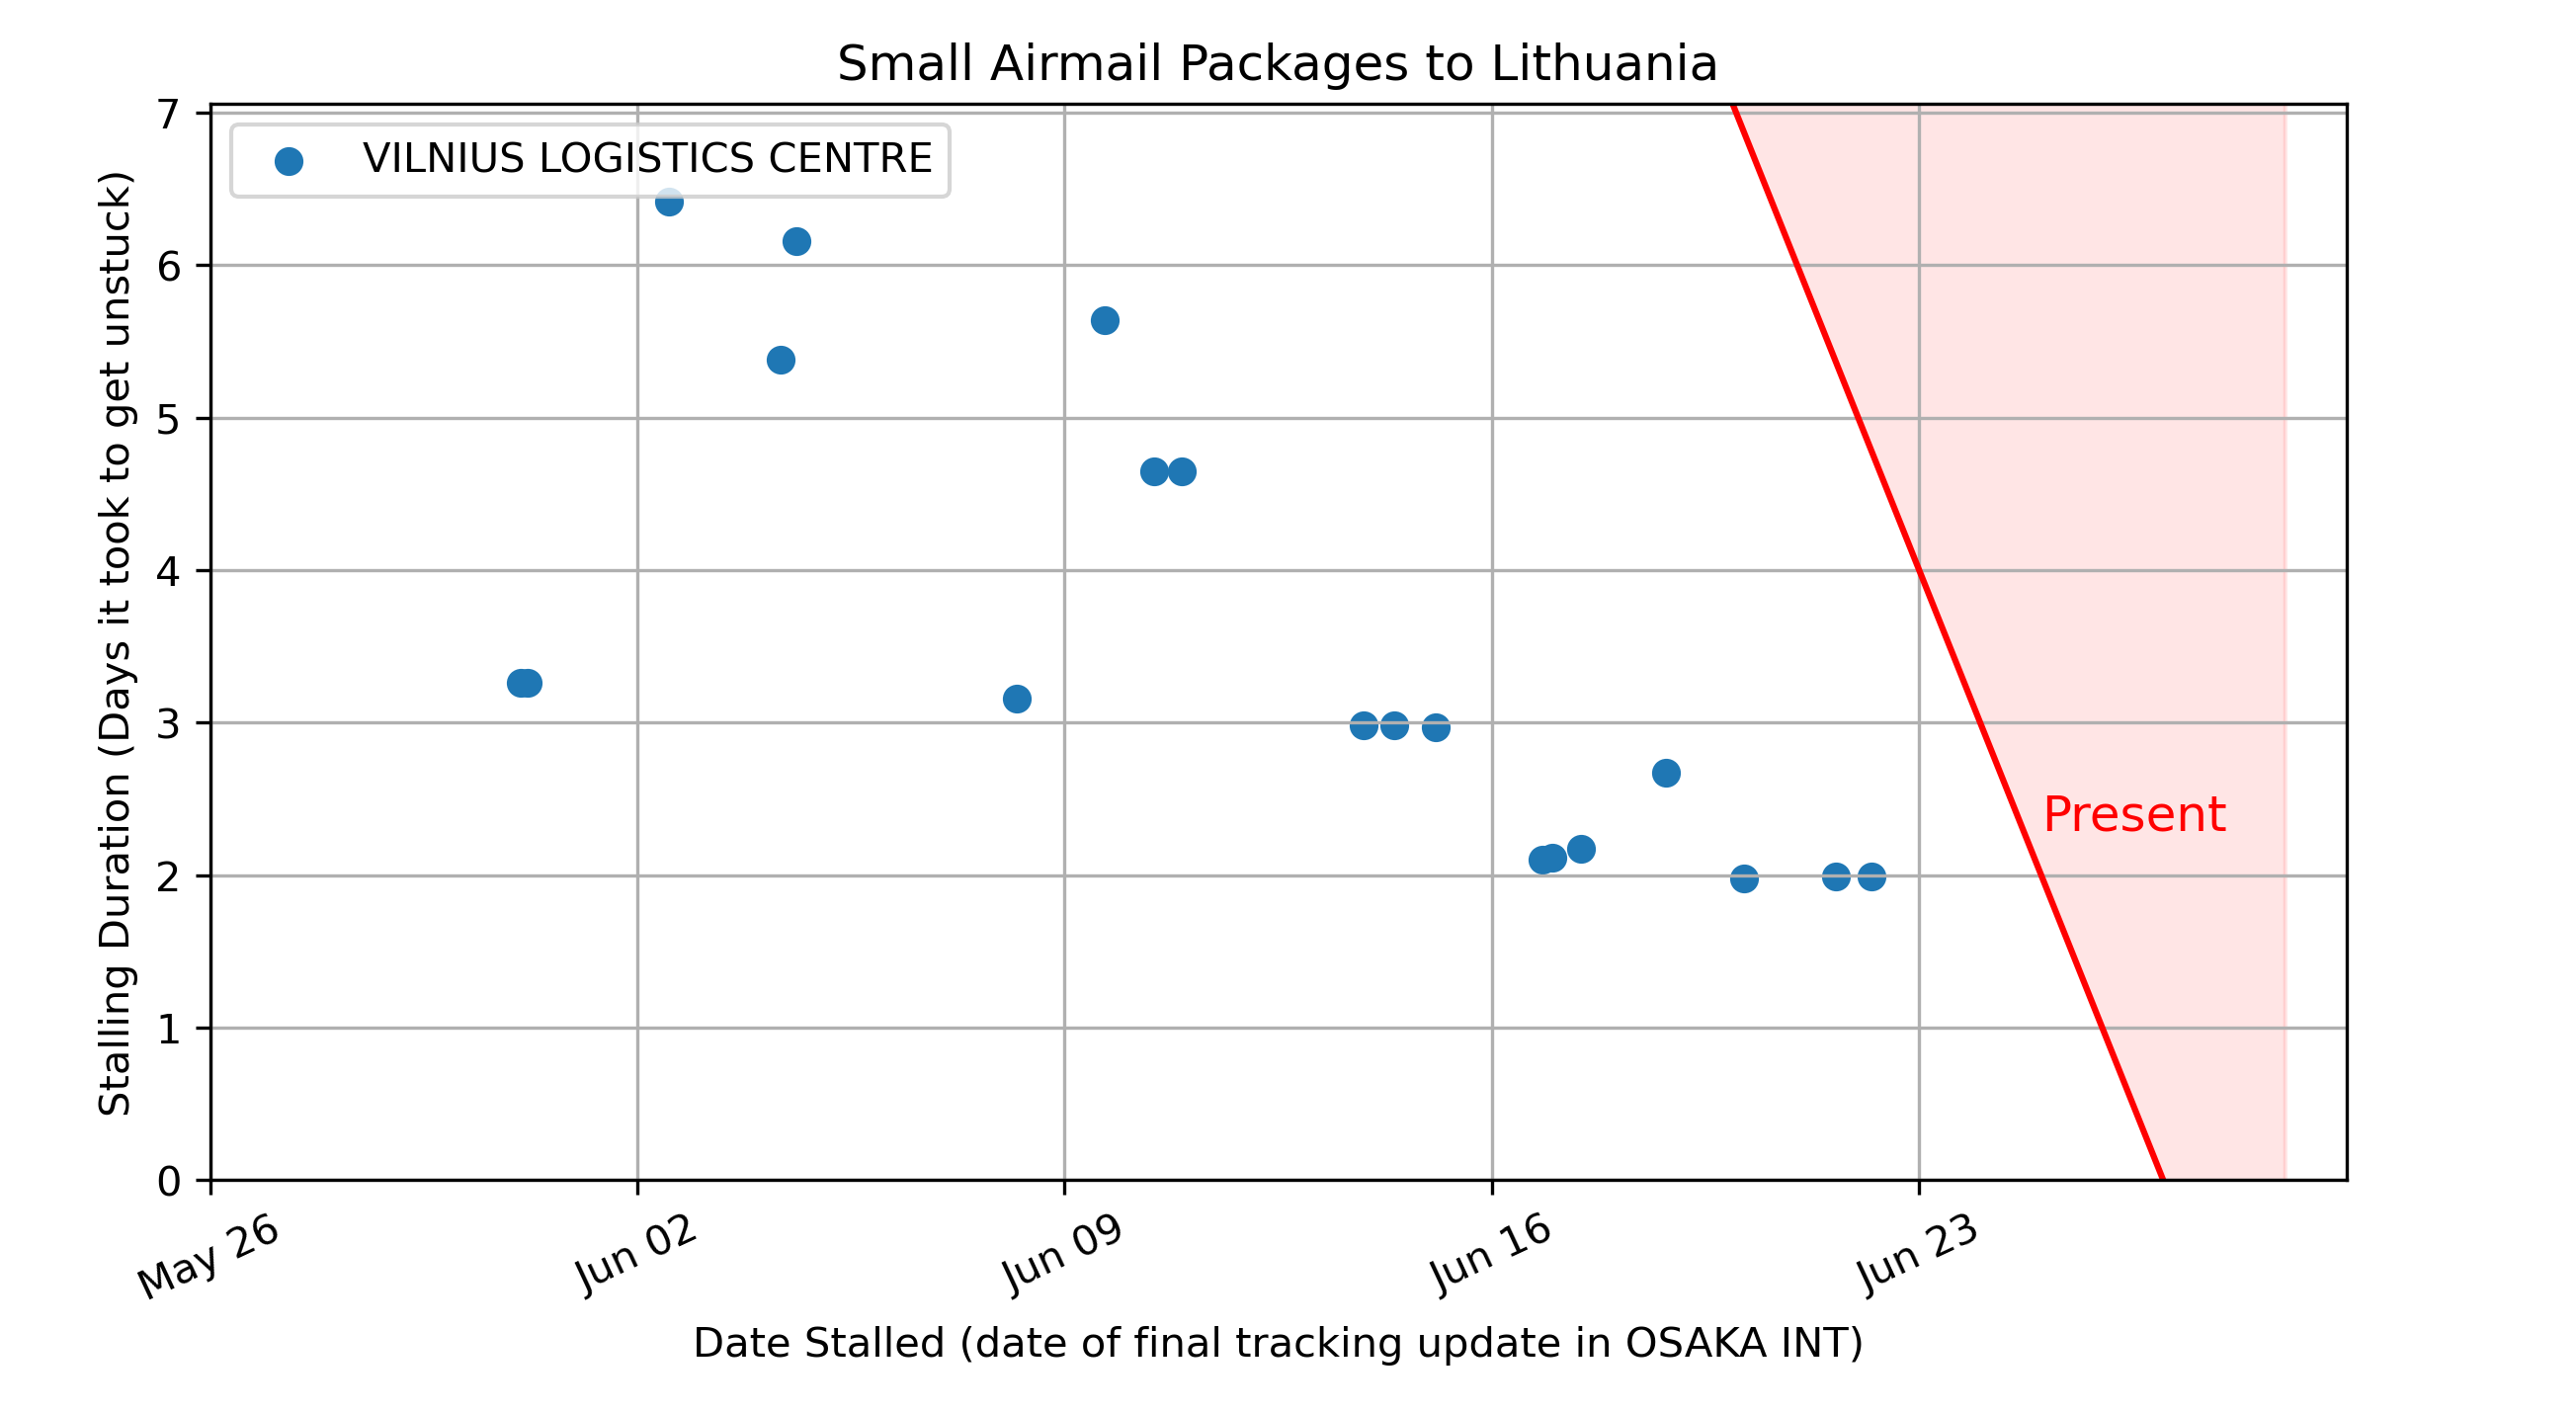 Small Airmail Packages to Lithuania
VILNIUS LOGISTICS CENTRE
Stalling Duration (Days it took to get unstuck)
7
6
5
4
3
2
1
0
Present
May 26
Jun 02
Jun 09
Jun 16
Jun 23
Date Stalled (date of final tracking update in OSAKA INT)